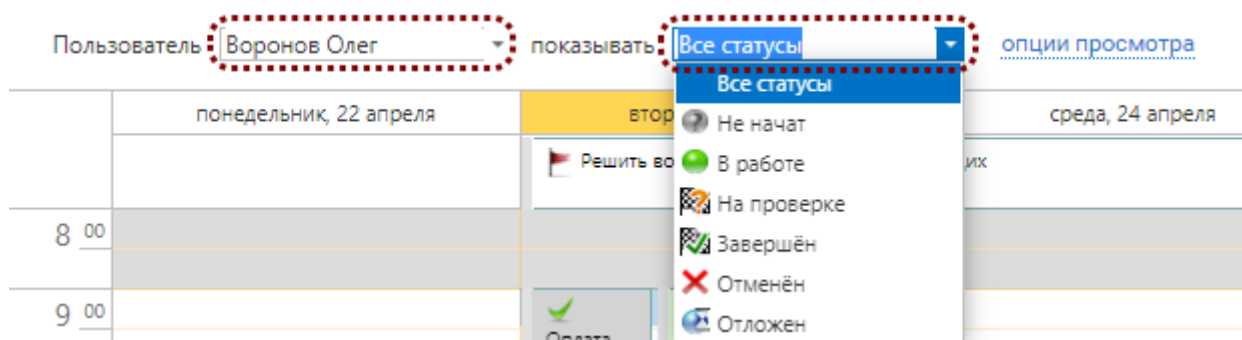 Пользователь Воронов Олег показывать Все статусы опции просмотра
Все статусы
понедельник, 22 апреля втор среда, 24 апреля
Не начат
Решить во В работе их
На проверке
8 00
Завершён
Отменён
9 00
Отложен
Оплата